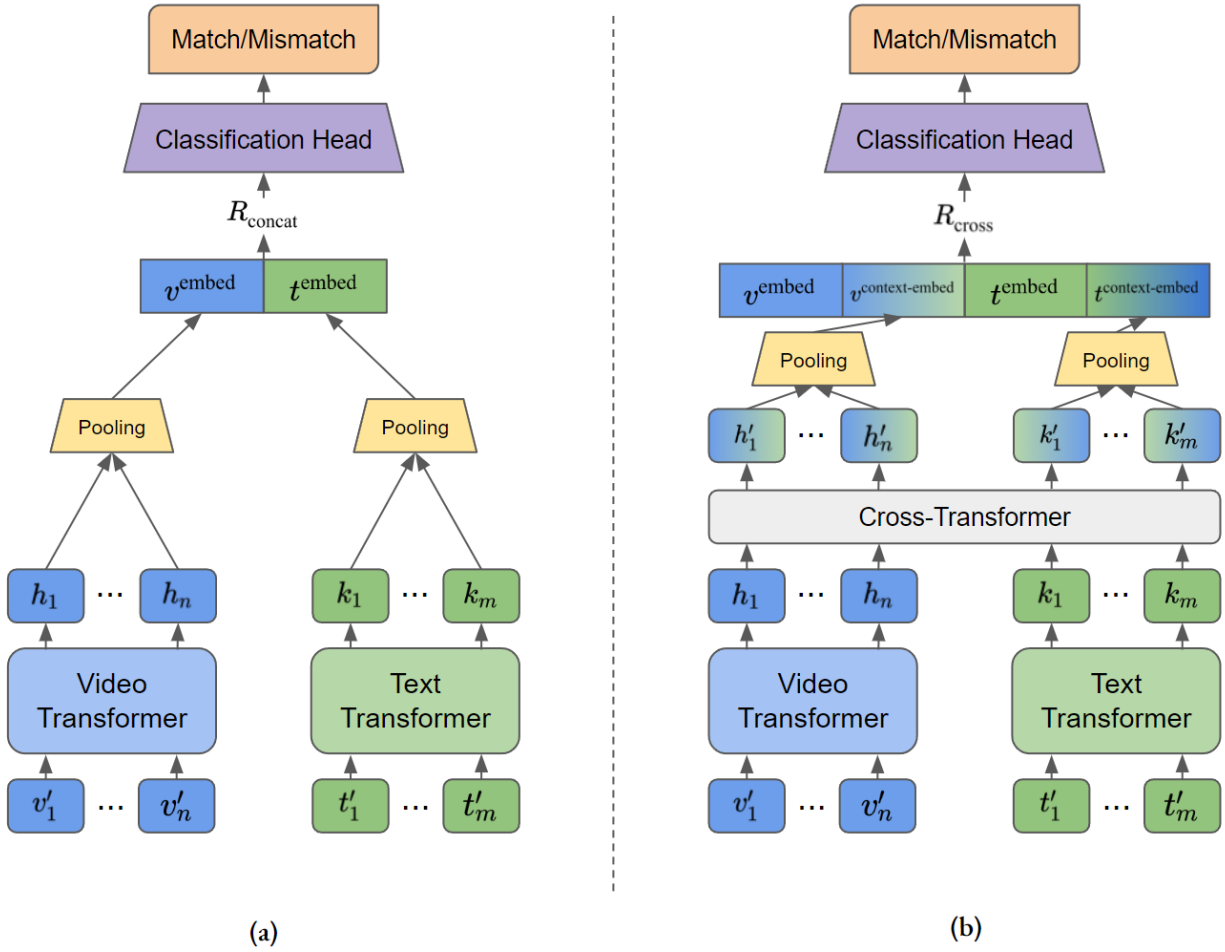 Match/Mismatch
Classification Head
R_concat
v^embed t^embed
Pooling Pooling
h_1 ... h_n k_1 ... k_m
Video Transformer
Text Transformer
v'_1 ... v'_n t'_1 ... t'_m
(a)
Match/Mismatch
Classification Head
R_cross
v^embed v^context-embed t^embed t^context-embed
Pooling Pooling
h'_1 ... h'_n k'_1 ... k'_m
Cross-Transformer
h_1 ... h_n k_1 ... k_m
Video
Transformer
Text
Transformer
v'_1 ... v'_n t'_1 ... t'_m
(b)